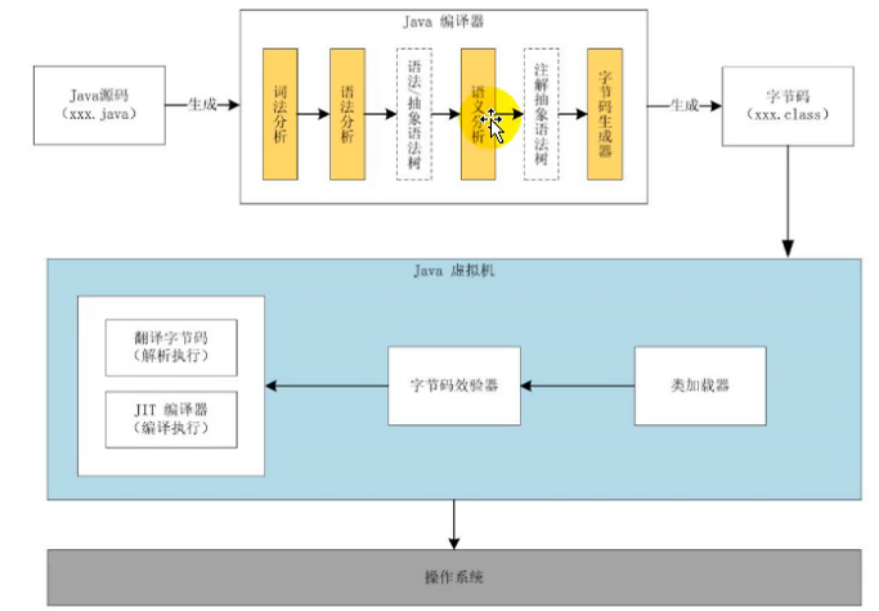 Java 编译器
Java源码
（xxx.java）
生成
词法分析
语法分析
语法/抽象语法树
语义分析
注解抽象语法树
字节码生成器
生成
字节码
（xxx.class）
Java 虚拟机
翻译字节码
（解析执行）
JIT 编译器
（编译执行）
字节码效验器
类加载器
操作系统